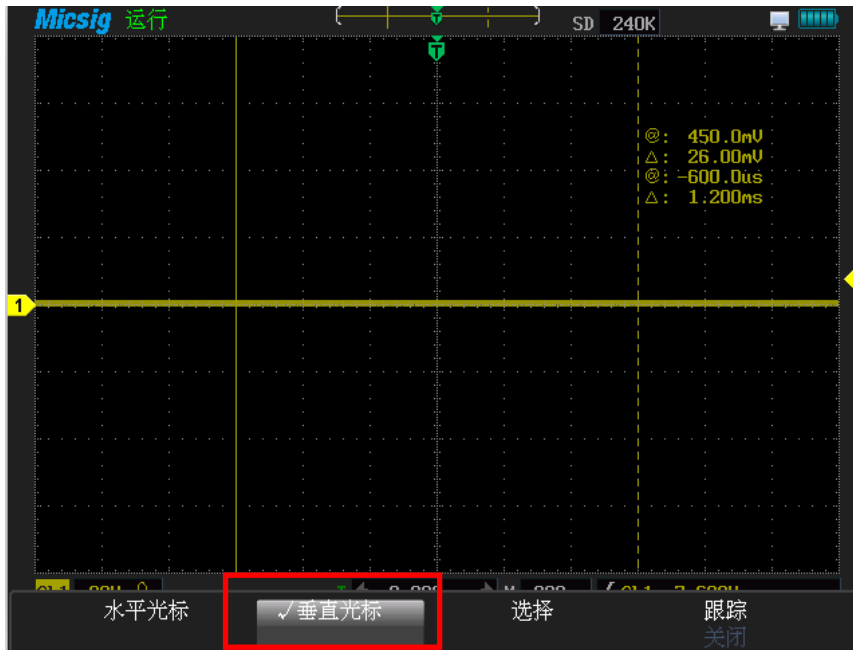 Micsig 运行
SD 240K
T
T
@: 450.0mV
△: 26.00mV
@: -600.0us
△: 1.200ms
1
水平光标 √垂直光标 选择 跟踪
关闭